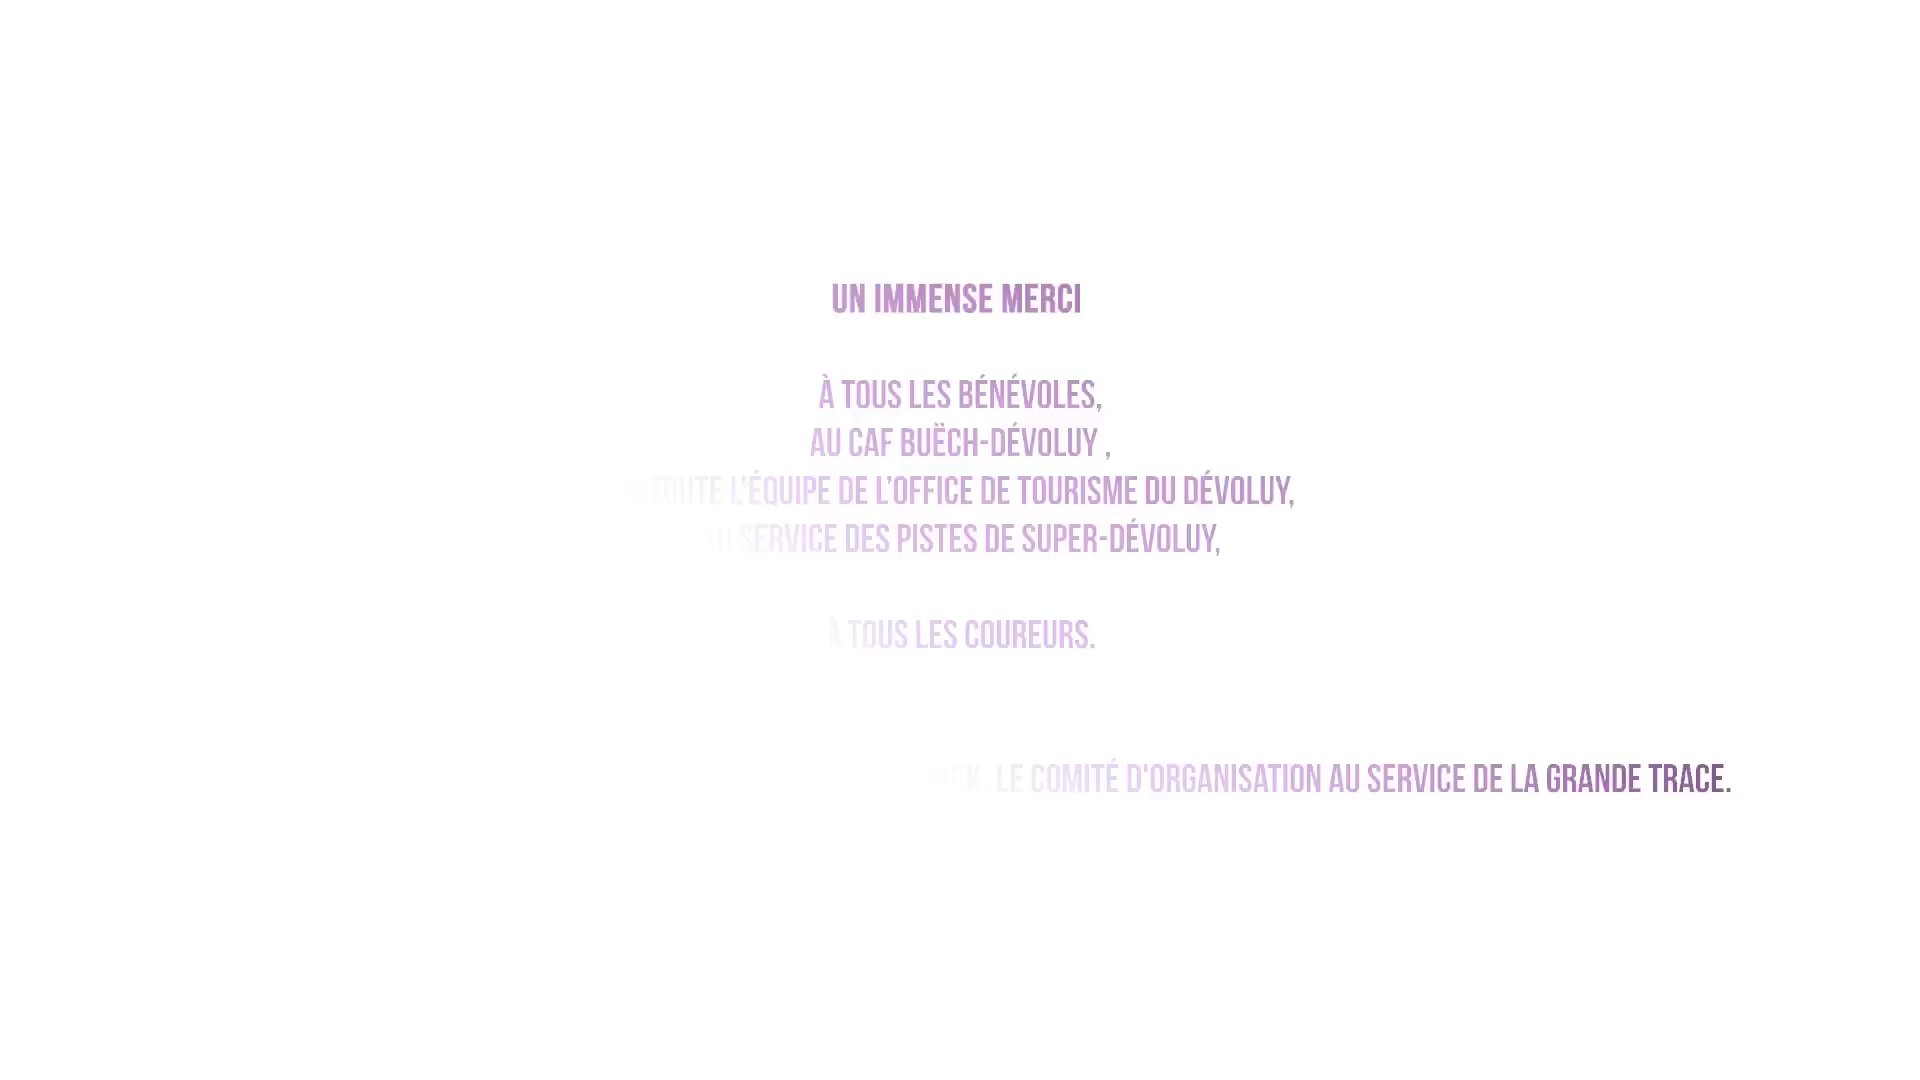 UN IMMENSE MERCI
À TOUS LES BÉNÉVOLES,
AU CAF BUËCH-DÉVOLUY ,
TOUTE L’ÉQUIPE DE L’OFFICE DE TOURISME DU DÉVOLUY,
AU SERVICE DES PISTES DE SUPER-DÉVOLUY,
À TOUS LES COUREURS.
LE COMITÉ D'ORGANISATION AU SERVICE DE LA GRANDE TRACE.